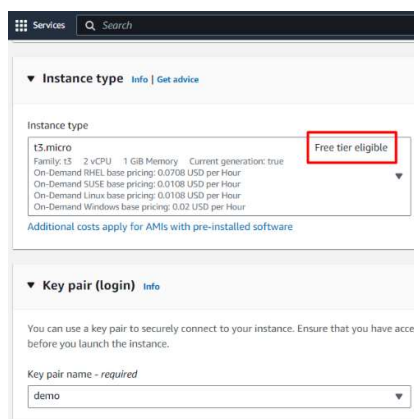 Services Search
Instance type Info | Get advice
Instance type
t3.micro Free tier eligible
Family: t3 2 vCPU 1 GiB Memory Current generation: true
On-Demand RHEL base pricing: 0.0708 USD per Hour
On-Demand SUSE base pricing: 0.0108 USD per Hour
On-Demand Linux base pricing: 0.0108 USD per Hour
On-Demand Windows base pricing: 0.02 USD per Hour
Additional costs apply for AMIs with pre-installed software
Key pair (login) Info
You can use a key pair to securely connect to your instance. Ensure that you have acce
before you launch the instance.
Key pair name - required
demo